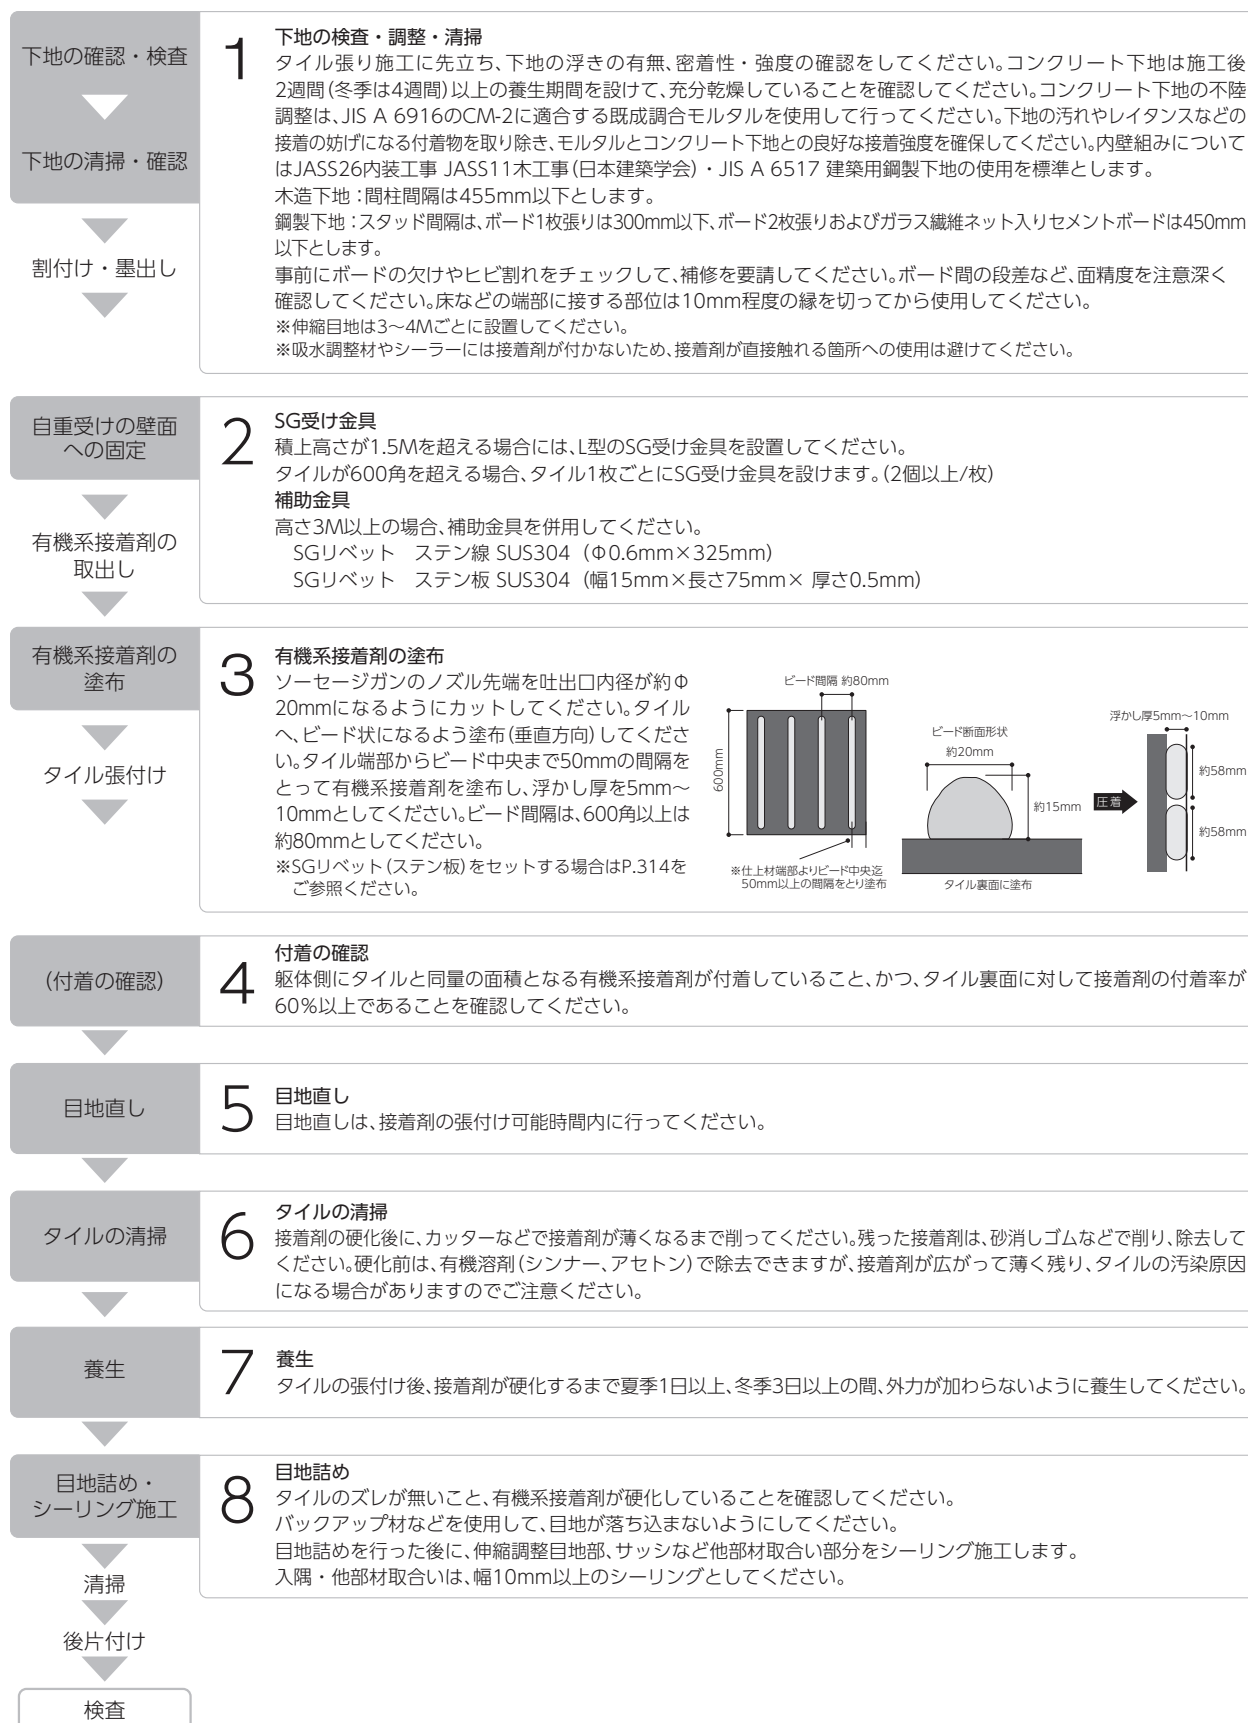 下地の確認・検査
下地の清掃・確認
割付け・墨出し
1
下地の検査・調整・清掃
タイル張り施工に先立ち、下地の浮きの有無、密着性・強度の確認をしてください。コンクリート下地は施工後
2週間(冬季は4週間)以上の養生期間を設けて、充分乾燥していることを確認してください。コンクリート下地の不陸
調整は、JIS A 6916のCM-2に適合する既成調合モルタルを使用して行ってください。下地の汚れやレイタンスなどの
接着の妨げになる付着物を取り除き、モルタルとコンクリート下地との良好な接着強度を確保してください。内壁組みについて
はJASS26内装工事 JASS11木工事(日本建築学会)・JIS A 6517 建築用鋼製下地の使用を標準とします。
木造下地：間柱間隔は455mm以下とします。
鋼製下地：スタッド間隔は、ボード1枚張りは300mm以下、ボード2枚張りおよびガラス繊維ネット入りセメントボードは450mm
以下とします。
事前にボードの欠けやヒビ割れをチェックして、補修を要請してください。ボード間の段差など、面精度を注意深く
確認してください。床などの端部に接する部位は10mm程度の縁を切ってから使用してください。
※伸縮目地は3〜4Mごとに設置してください。
※吸水調整材やシーラーには接着剤が付かないため、接着剤が直接触れる箇所への使用は避けてください。
自重受けの壁面
への固定
有機系接着剤の
取出し
2
SG受け金具
積上高さが1.5Mを超える場合には、L型のSG受け金具を設置してください。
タイルが600角を超える場合、タイル1枚ごとにSG受け金具を設けます。(2個以上/枚)
補助金具
高さ3M以上の場合、補助金具を併用してください。
SGリベット　ステン線 SUS304（Φ0.6mm×325mm）
SGリベット　ステン板 SUS304（幅15mm×長さ75mm× 厚さ0.5mm）
有機系接着剤の
塗布
タイル張付け
3
有機系接着剤の塗布
ソーセージガンのノズル先端を吐出口内径が約Φ
20mmになるようにカットしてください。タイル
へ、ビード状になるよう塗布(垂直方向)してくださ
い。タイル端部からビード中央まで50mmの間隔を
とって有機系接着剤を塗布し、浮かし厚を5mm〜
10mmとしてください。ビード間隔は、600角以上は
約80mmとしてください。
※SGリベット(ステン板)をセットする場合はP.314を
ご参照ください。
ビード間隔 約80mm
600mm
※仕上材端部よりビード中央迄
50mm以上の間隔をとり塗布
ビード断面形状
約20mm
約15mm
タイル裏面に塗布
圧着
浮かし厚5mm〜10mm
約58mm
約58mm
(付着の確認)
4
付着の確認
躯体側にタイルと同量の面積となる有機系接着剤が付着していること、かつ、タイル裏面に対して接着剤の付着率が
60％以上であることを確認してください。
目地直し
5
目地直し
目地直しは、接着剤の張付け可能時間内に行ってください。
タイルの清掃
6
タイルの清掃
接着剤の硬化後に、カッターなどで接着剤が薄くなるまで削ってください。残った接着剤は、砂消しゴムなどで削り、除去して
ください。硬化前は、有機溶剤(シンナー、アセトン)で除去できますが、接着剤が広がって薄く残り、タイルの汚染原因
になる場合がありますのでご注意ください。
養生
7
養生
タイルの張付け後、接着剤が硬化するまで夏季1日以上、冬季3日以上の間、外力が加わらないように養生してください。
目地詰め・
シーリング施工
清掃
後片付け
検査
8
目地詰め
タイルのズレが無いこと、有機系接着剤が硬化していることを確認してください。
バックアップ材などを使用して、目地が落ち込まないようにしてください。
目地詰めを行った後に、伸縮調整目地部、サッシなど他部材取合い部分をシーリング施工します。
入隅・他部材取合いは、幅10mm以上のシーリングとしてください。